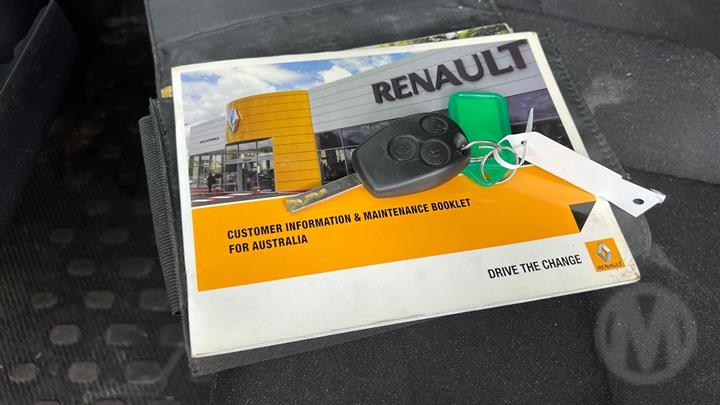 RENAULT
CUSTOMER INFORMATION & MAINTENANCE BOOKLET
FOR AUSTRALIA
DRIVE THE CHANGE
RENAULT
M